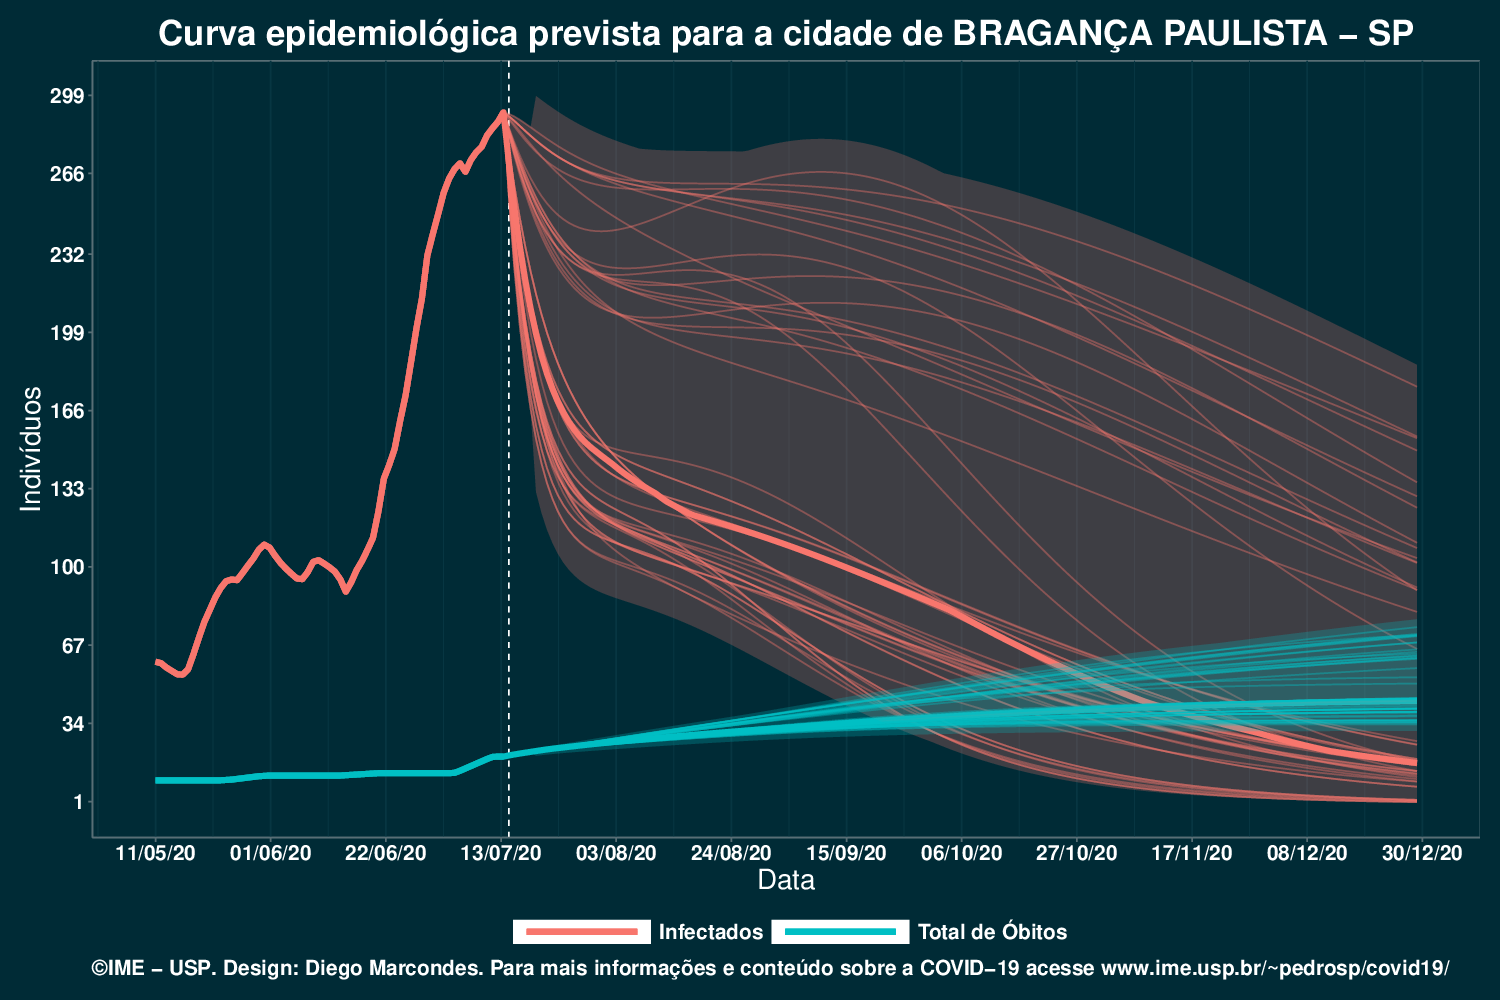 Curva epidemiológica prevista para a cidade de BRAGANÇA PAULISTA – SP
Indivíduos
299
266
232
199
166
133
100
67
34
1
11/05/20 01/06/20 22/06/20 13/07/20 03/08/20 24/08/20 15/09/20 06/10/20 27/10/20 17/11/20 08/12/20 30/12/20
Data
Infectados Total de Óbitos
©IME – USP. Design: Diego Marcondes. Para mais informações e conteúdo sobre a COVID–19 acesse www.ime.usp.br/~pedrosp/covid19/